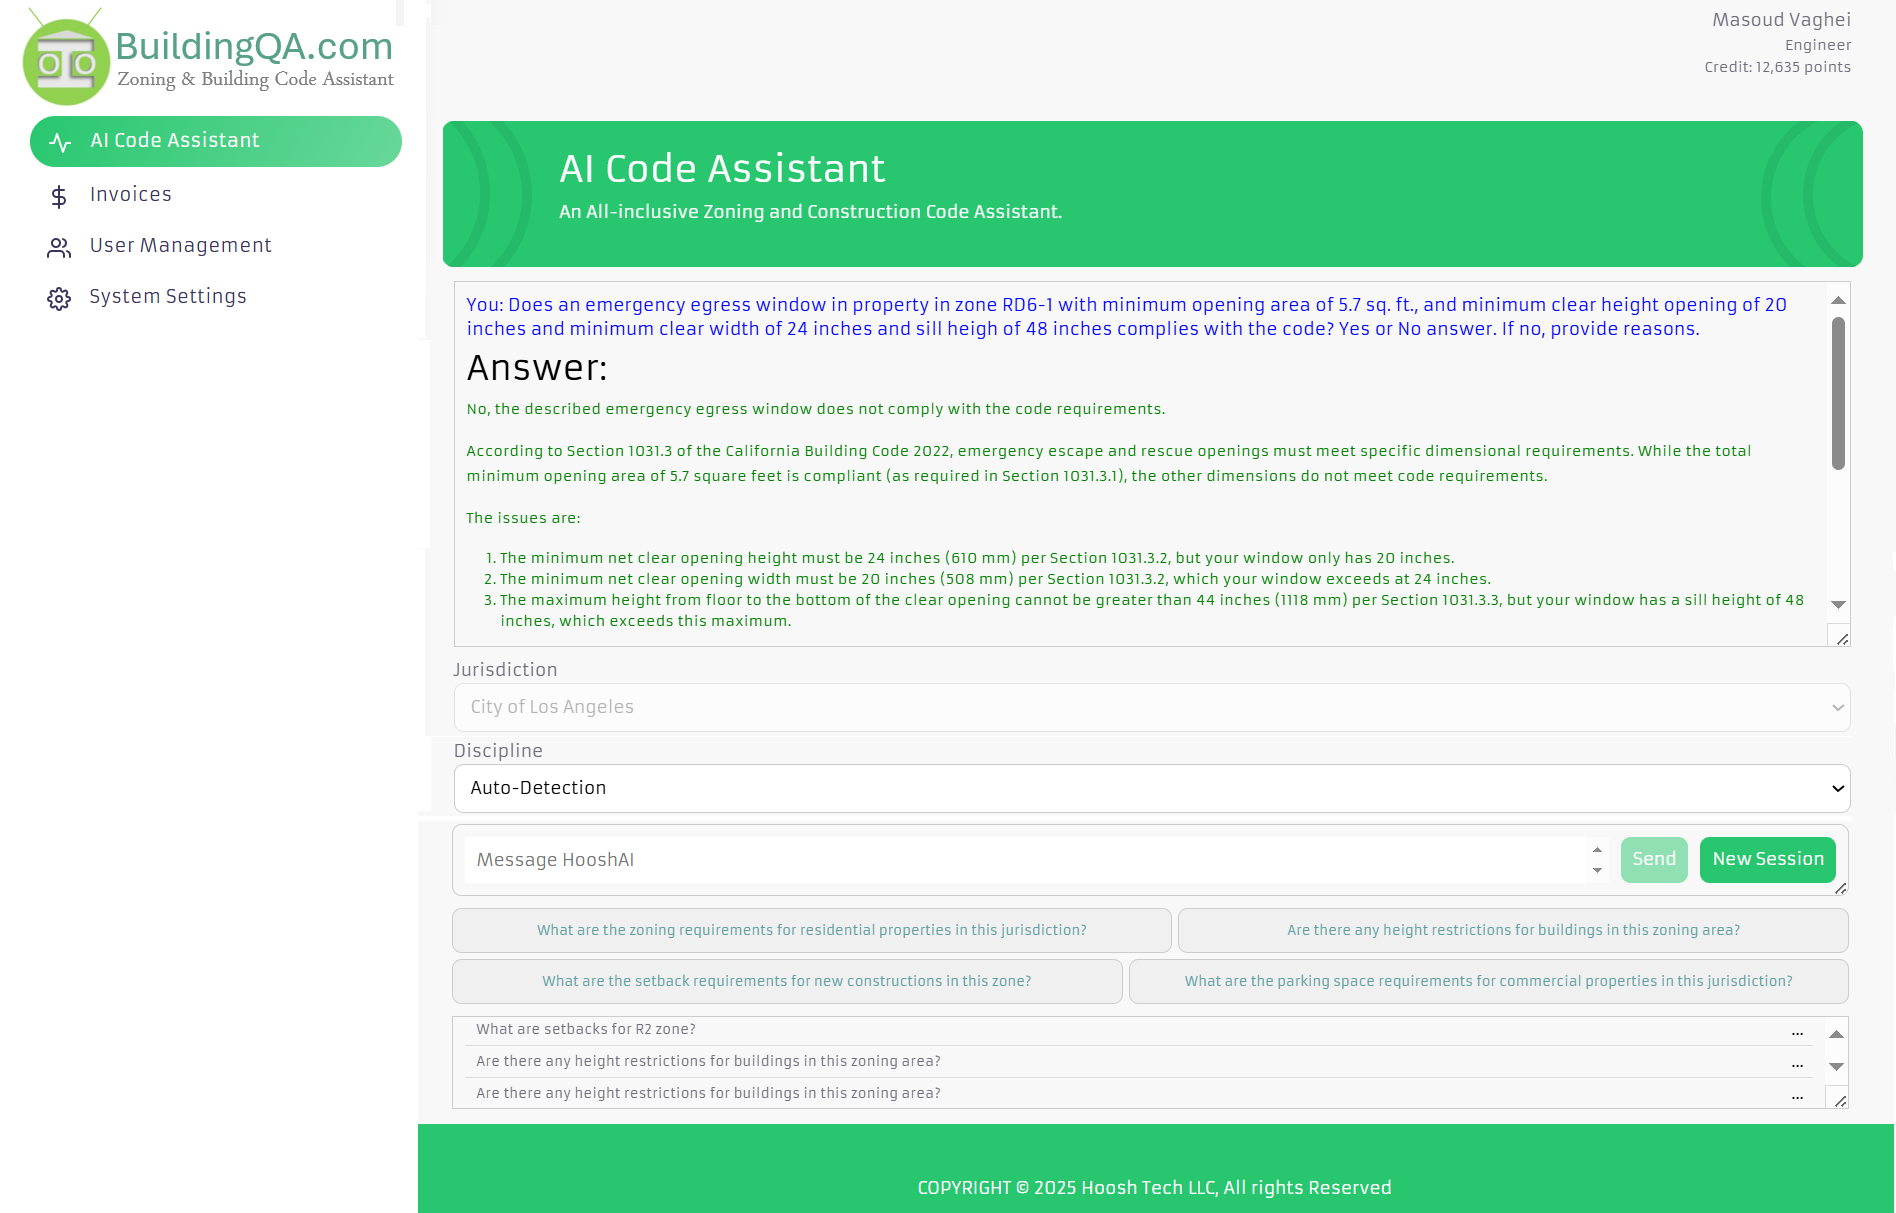 BuildingQA.com
Zoning & Building Code Assistant
AI Code Assistant
Invoices
User Management
System Settings
Masoud Vaghei
Engineer
Credit: 12,635 points
AI Code Assistant
An All-inclusive Zoning and Construction Code Assistant.
You: Does an emergency egress window in property in zone RD6-1 with minimum opening area of 5.7 sq. ft., and minimum clear height opening of 20
inches and minimum clear width of 24 inches and sill heigh of 48 inches complies with the code? Yes or No answer. If no, provide reasons.
Answer:
No, the described emergency egress window does not comply with the code requirements.
According to Section 1031.3 of the California Building Code 2022, emergency escape and rescue openings must meet specific dimensional requirements. While the total
minimum opening area of 5.7 square feet is compliant (as required in Section 1031.3.1), the other dimensions do not meet code requirements.
The issues are:
1. The minimum net clear opening height must be 24 inches (610 mm) per Section 1031.3.2, but your window only has 20 inches.
2. The minimum net clear opening width must be 20 inches (508 mm) per Section 1031.3.2, which your window exceeds at 24 inches.
3. The maximum height from floor to the bottom of the clear opening cannot be greater than 44 inches (1118 mm) per Section 1031.3.3, but your window has a sill height of 48
inches, which exceeds this maximum.
Jurisdiction
City of Los Angeles
Discipline
Auto-Detection
Message HooshAI
Send
New Session
What are the zoning requirements for residential properties in this jurisdiction?
Are there any height restrictions for buildings in this zoning area?
What are the setback requirements for new constructions in this zone?
What are the parking space requirements for commercial properties in this jurisdiction?
What are setbacks for R2 zone?
...
Are there any height restrictions for buildings in this zoning area?
...
Are there any height restrictions for buildings in this zoning area?
...
COPYRIGHT © 2025 Hoosh Tech LLC, All rights Reserved